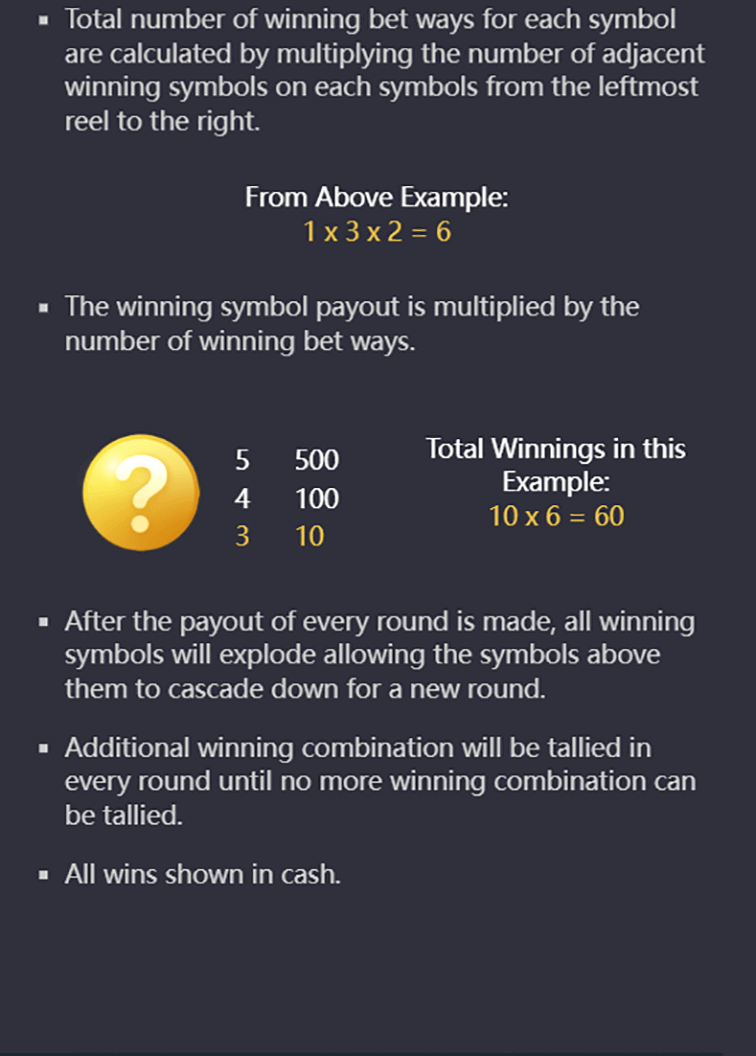 ▪ Total number of winning bet ways for each symbol
are calculated by multiplying the number of adjacent
winning symbols on each symbols from the leftmost
reel to the right.
From Above Example:
1 x 3 x 2 = 6
▪ The winning symbol payout is multiplied by the
number of winning bet ways.
?
5 500
4 100
3 10
Total Winnings in this
Example:
10 x 6 = 60
▪ After the payout of every round is made, all winning
symbols will explode allowing the symbols above
them to cascade down for a new round.
▪ Additional winning combination will be tallied in
every round until no more winning combination can
be tallied.
▪ All wins shown in cash.